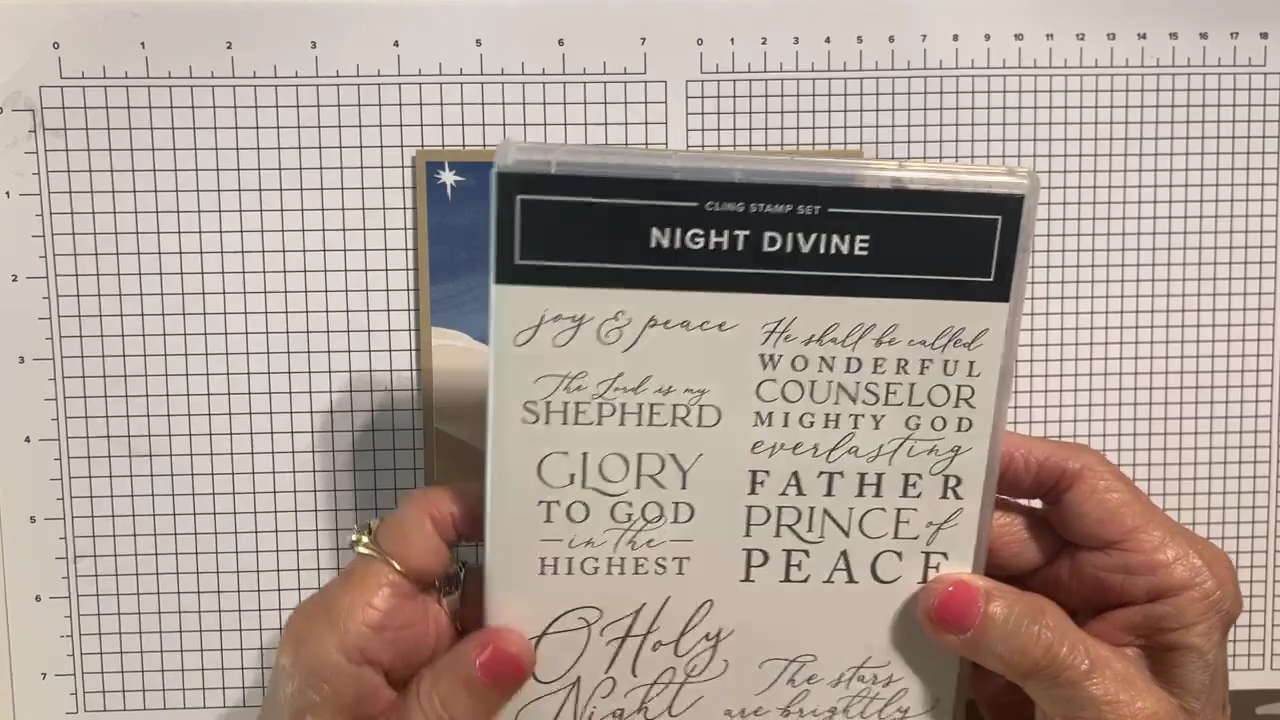 0 1 2 3 4 5 6 7
0 1 2 3 4 5 6 7 8 9 10 11 12 13 14 15 16 17 18
1
2
3
4
5
6
7
CLING STAMP SET
NIGHT DIVINE
joy & peace
The Lord is my
SHEPHERD
GLORY
TO GOD
in the
HIGHEST
O Holy
Night
He shall be called
WONDERFUL
COUNSELOR
MIGHTY GOD
everlasting
FATHER
PRINCE of
PEACE
The stars
are brightly